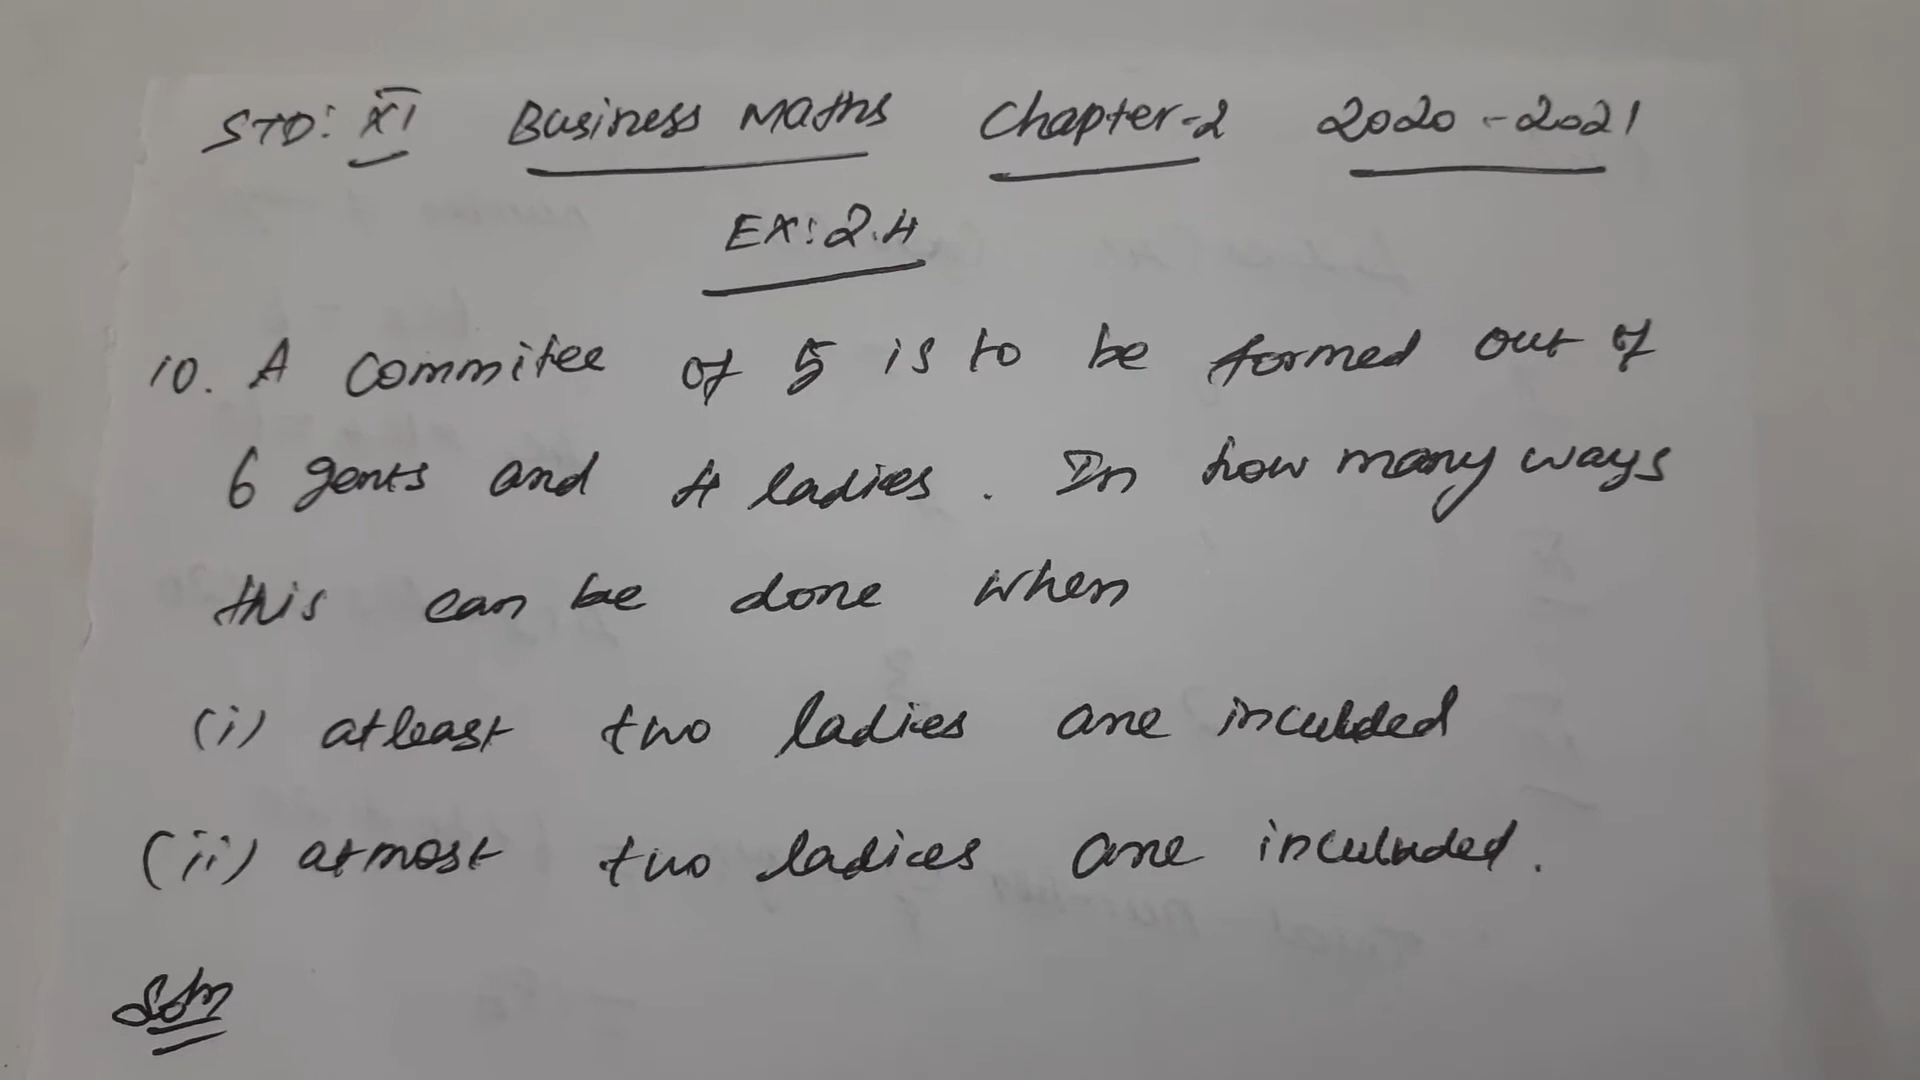 STD: XI Business Maths Chapter-2 2020-2021
EX: 2.4
10. A Commitee of 5 is to be formed out of
6 gents and 4 ladies. In how many ways
this can be done when
(i) atleast two ladies are inculded
(ii) atmost two ladies are inculuded.
Soln